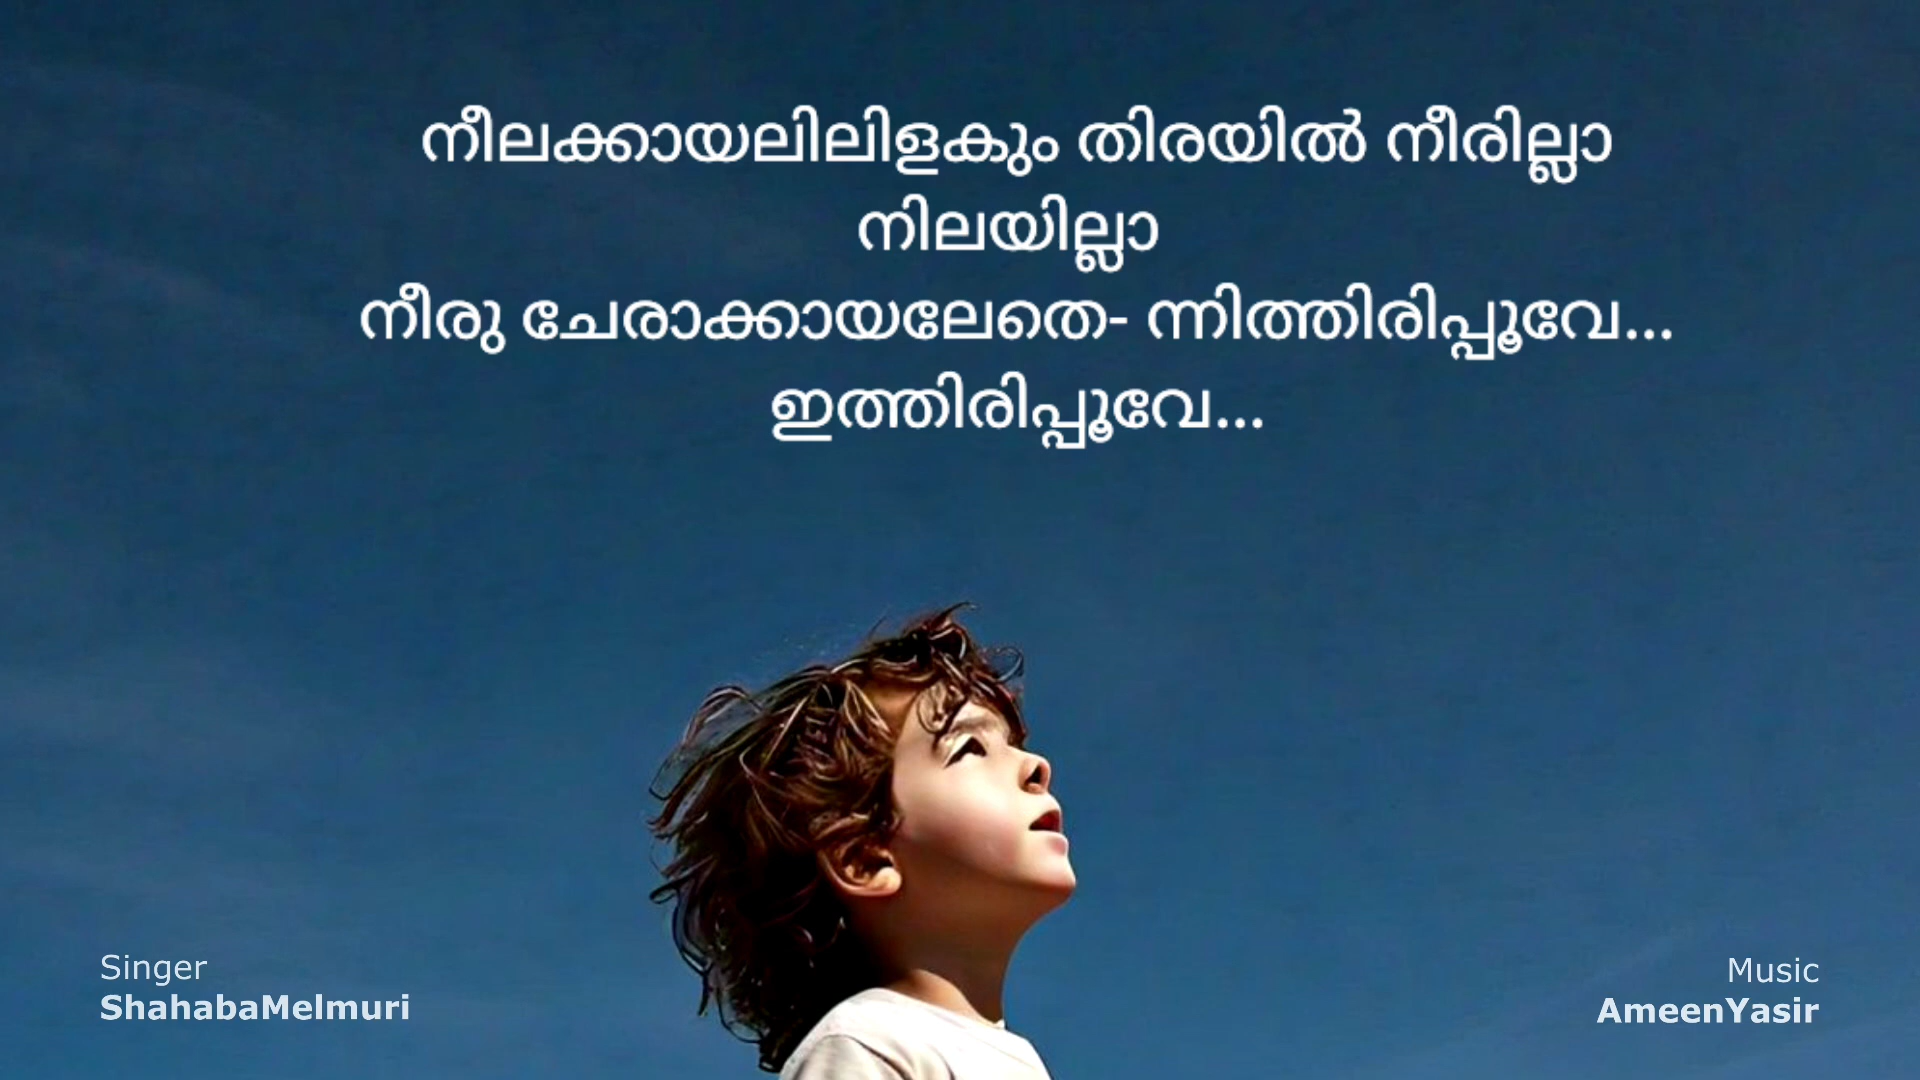 നീലക്കായലിലിളകും തിരയിൽ നീരില്ലാ
നിലയില്ലാ
നീരു ചേരാക്കായലേതെ- ന്നിത്തിരിപ്പൂവേ...
ഇത്തിരിപ്പൂവേ...
Singer
ShahabaMelmuri
Music
AmeenYasir